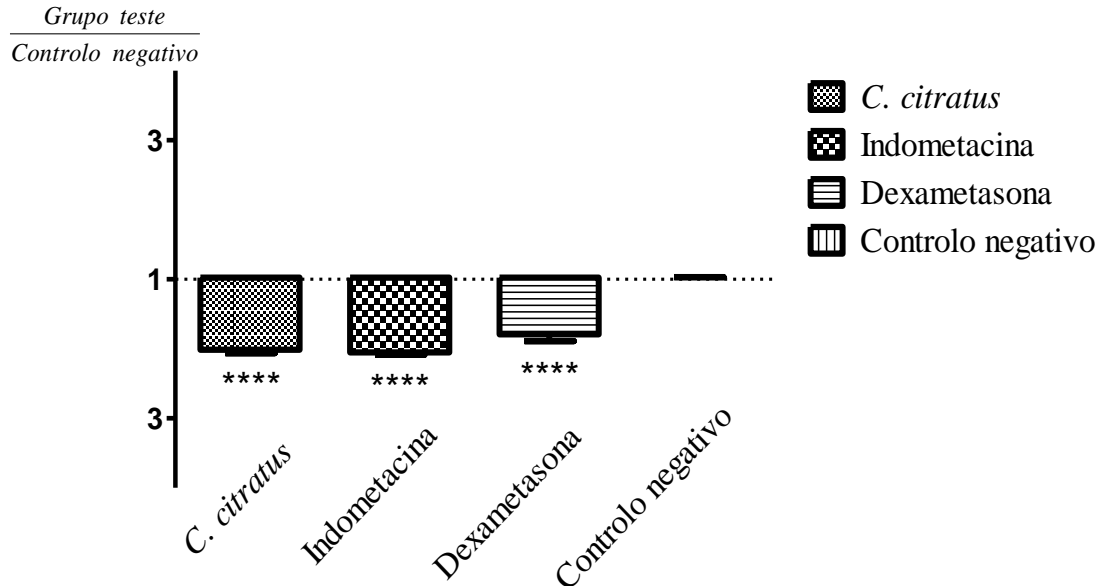 Grupo teste
Controlo negativo
3
1
3
****
****
****
C. citratus
Indometacina
Dexametasona
Controlo negativo
C. citratus
Indometacina
Dexametasona
Controlo negativo